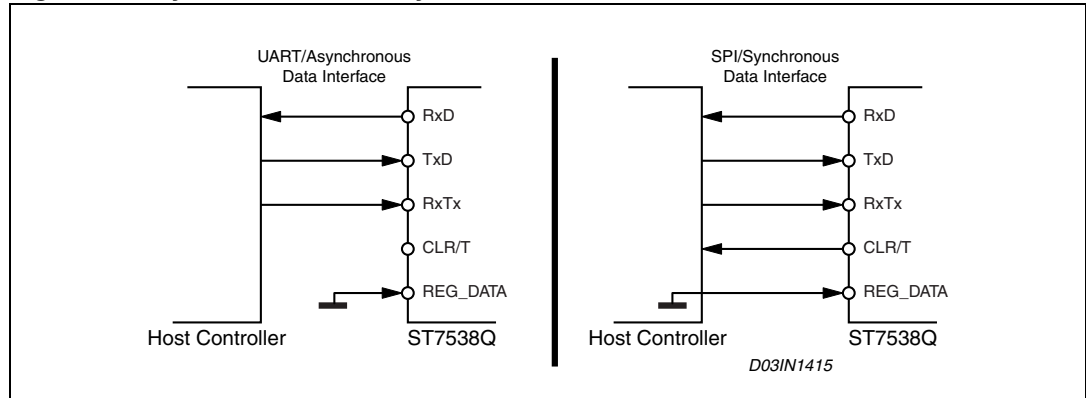 UART/Asynchronous
Data Interface
RxD
TxD
RxTx
CLR/T
REG_DATA
Host Controller
ST7538Q
SPI/Synchronous
Data Interface
RxD
TxD
RxTx
CLR/T
REG_DATA
Host Controller
ST7538Q
D03IN1415